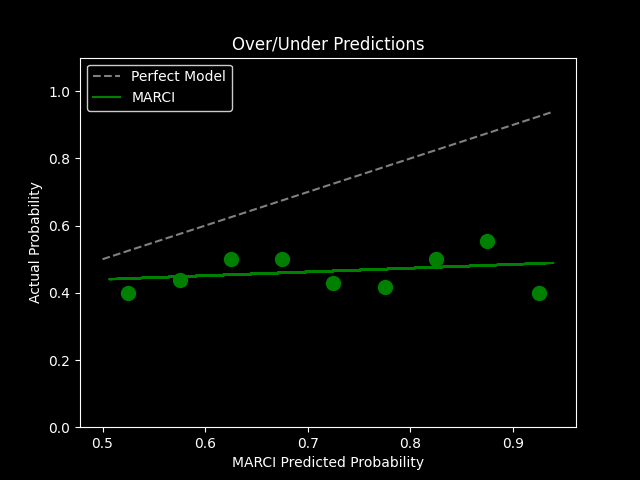 Over/Under Predictions
Perfect Model
MARCI
1.0
0.8
0.6
0.4
0.2
0.0
Actual Probability
0.5 0.6 0.7 0.8 0.9
MARCI Predicted Probability